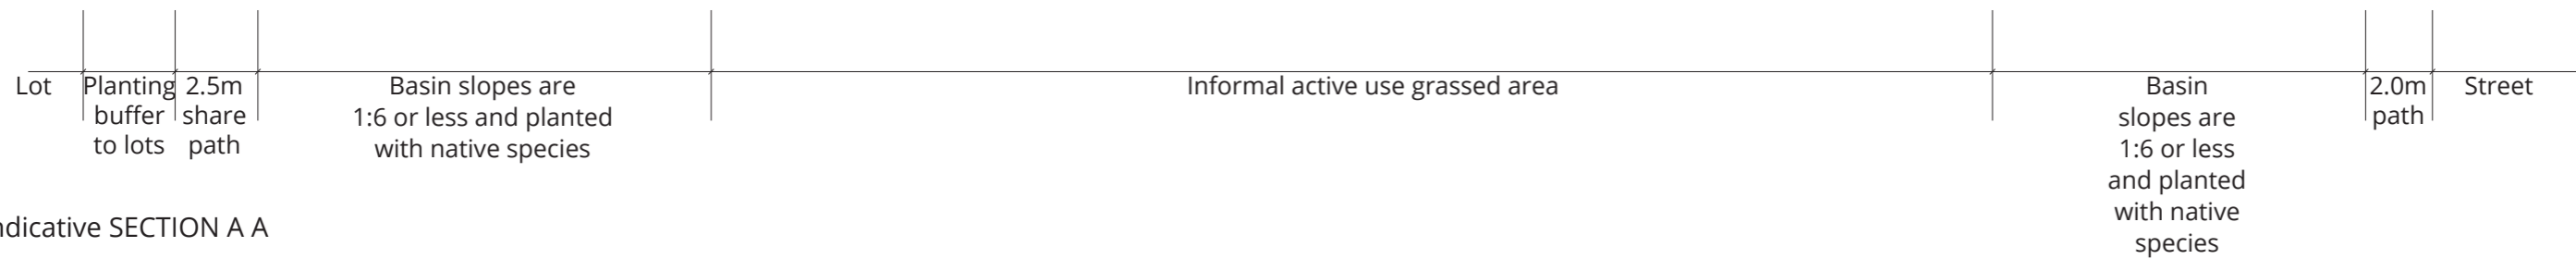 Lot
Planting
buffer
to lots
2.5m
share
path
Basin slopes are
1:6 or less and planted
with native species
Informal active use grassed area
Basin
slopes are
1:6 or less
and planted
with native
species
2.0m
path
Street
ndicative SECTION A A